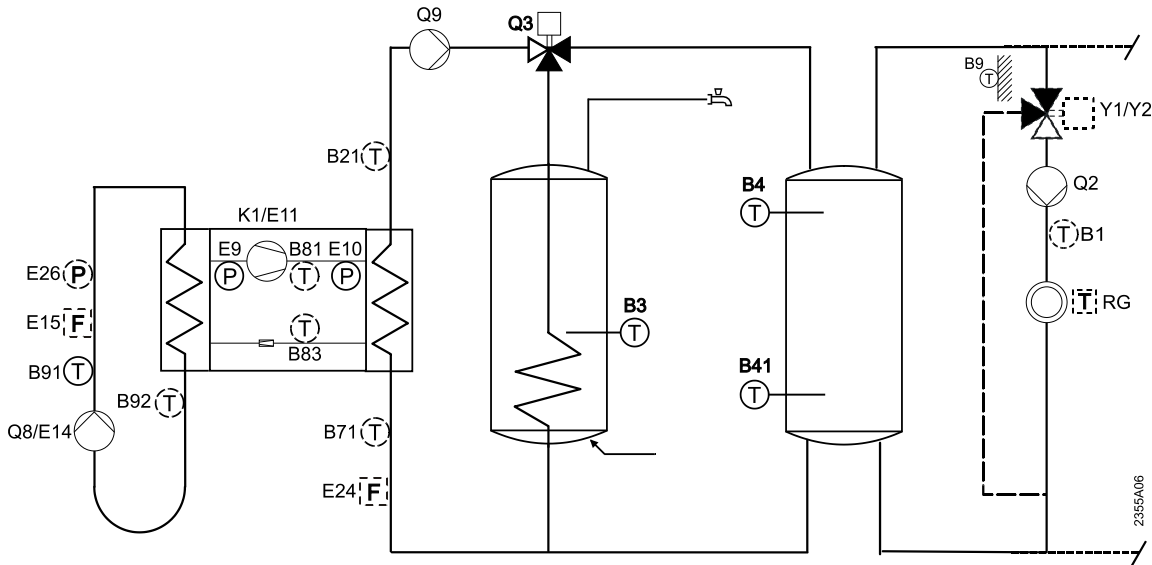 Q9
Q3
B9
T
Y1/Y2
B21 T
B4
T
Q2
K1/E11
E9 B81 E10
P T P
T B1
E26 P
B3
T
T RG
E15 F
T
B83
B91 T
B41
T
B92 T
Q8/E14
B71 T
E24 F
2355A06